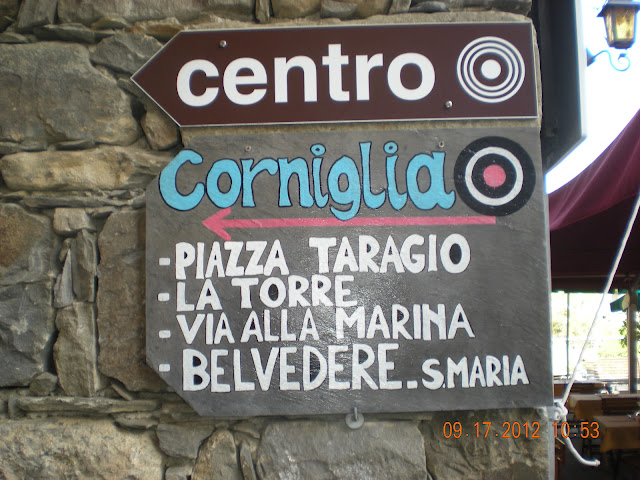 centro
Corniglia
- PIAZZA TARAGIO
- LA TORRE
- VIA ALLA MARINA
- BELVEDERE - S. MARIA
09.17.2012 10:53